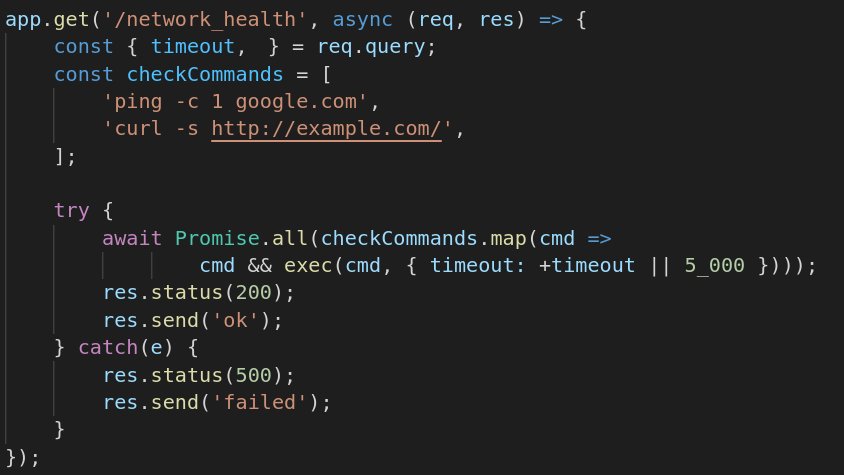 app.get('/network_health', async (req, res) => {
    const { timeout,  } = req.query;
    const checkCommands = [
        'ping -c 1 google.com',
        'curl -s http://example.com/',
    ];

    try {
        await Promise.all(checkCommands.map(cmd =>
                cmd && exec(cmd, { timeout: +timeout || 5_000 })));
        res.status(200);
        res.send('ok');
    } catch(e) {
        res.status(500);
        res.send('failed');
    }
});